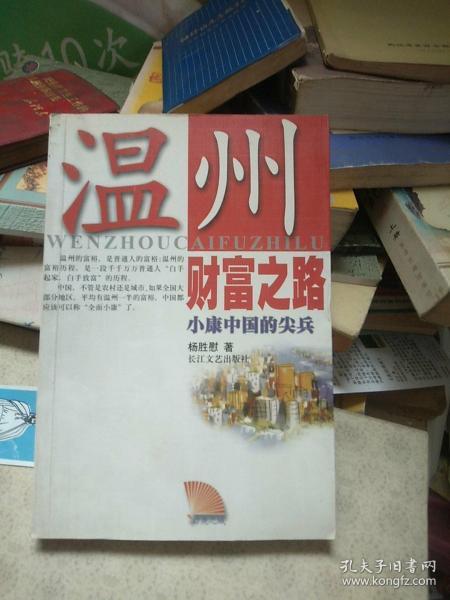 温州
WENZHOUCAIFUZHILU
温州的富裕，是普通人的富裕；温州的
富裕历程，是一段千千万万普通人“白手
起家，白手致富”的历程。
中国，不管是农村还是城市，如果全国大
部分地区，平均有温州一半的富裕，中国都
应该可以称“全面小康”了。
财富之路
小康中国的尖兵
杨胜慰 著
长江文艺出版社
10次
孔夫子旧书网
www.kongfz.com